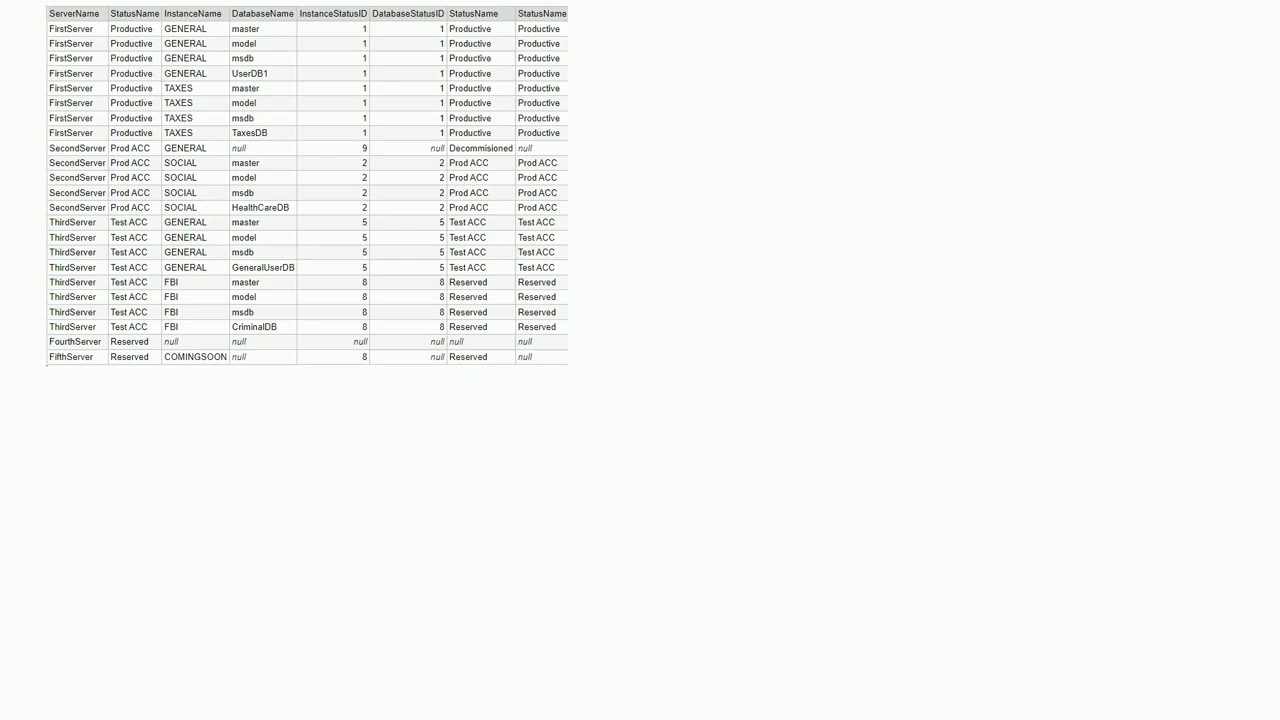 ServerName StatusName InstanceName DatabaseName InstanceStatusID DatabaseStatusID StatusName StatusName
FirstServer Productive GENERAL master 1 1 Productive Productive
FirstServer Productive GENERAL model 1 1 Productive Productive
FirstServer Productive GENERAL msdb 1 1 Productive Productive
FirstServer Productive GENERAL UserDB1 1 1 Productive Productive
FirstServer Productive TAXES master 1 1 Productive Productive
FirstServer Productive TAXES model 1 1 Productive Productive
FirstServer Productive TAXES msdb 1 1 Productive Productive
FirstServer Productive TAXES TaxesDB 1 1 Productive Productive
SecondServer Prod ACC GENERAL null 9 null Decommisioned null
SecondServer Prod ACC SOCIAL master 2 2 Prod ACC Prod ACC
SecondServer Prod ACC SOCIAL model 2 2 Prod ACC Prod ACC
SecondServer Prod ACC SOCIAL msdb 2 2 Prod ACC Prod ACC
SecondServer Prod ACC SOCIAL HealthCareDB 2 2 Prod ACC Prod ACC
ThirdServer Test ACC GENERAL master 5 5 Test ACC Test ACC
ThirdServer Test ACC GENERAL model 5 5 Test ACC Test ACC
ThirdServer Test ACC GENERAL msdb 5 5 Test ACC Test ACC
ThirdServer Test ACC GENERAL GeneralUserDB 5 5 Test ACC Test ACC
ThirdServer Test ACC FBI master 8 8 Reserved Reserved
ThirdServer Test ACC FBI model 8 8 Reserved Reserved
ThirdServer Test ACC FBI msdb 8 8 Reserved Reserved
ThirdServer Test ACC FBI CriminalDB 8 8 Reserved Reserved
FourthServer Reserved null null null null null null
FifthServer Reserved COMINGSOON null 8 null Reserved null